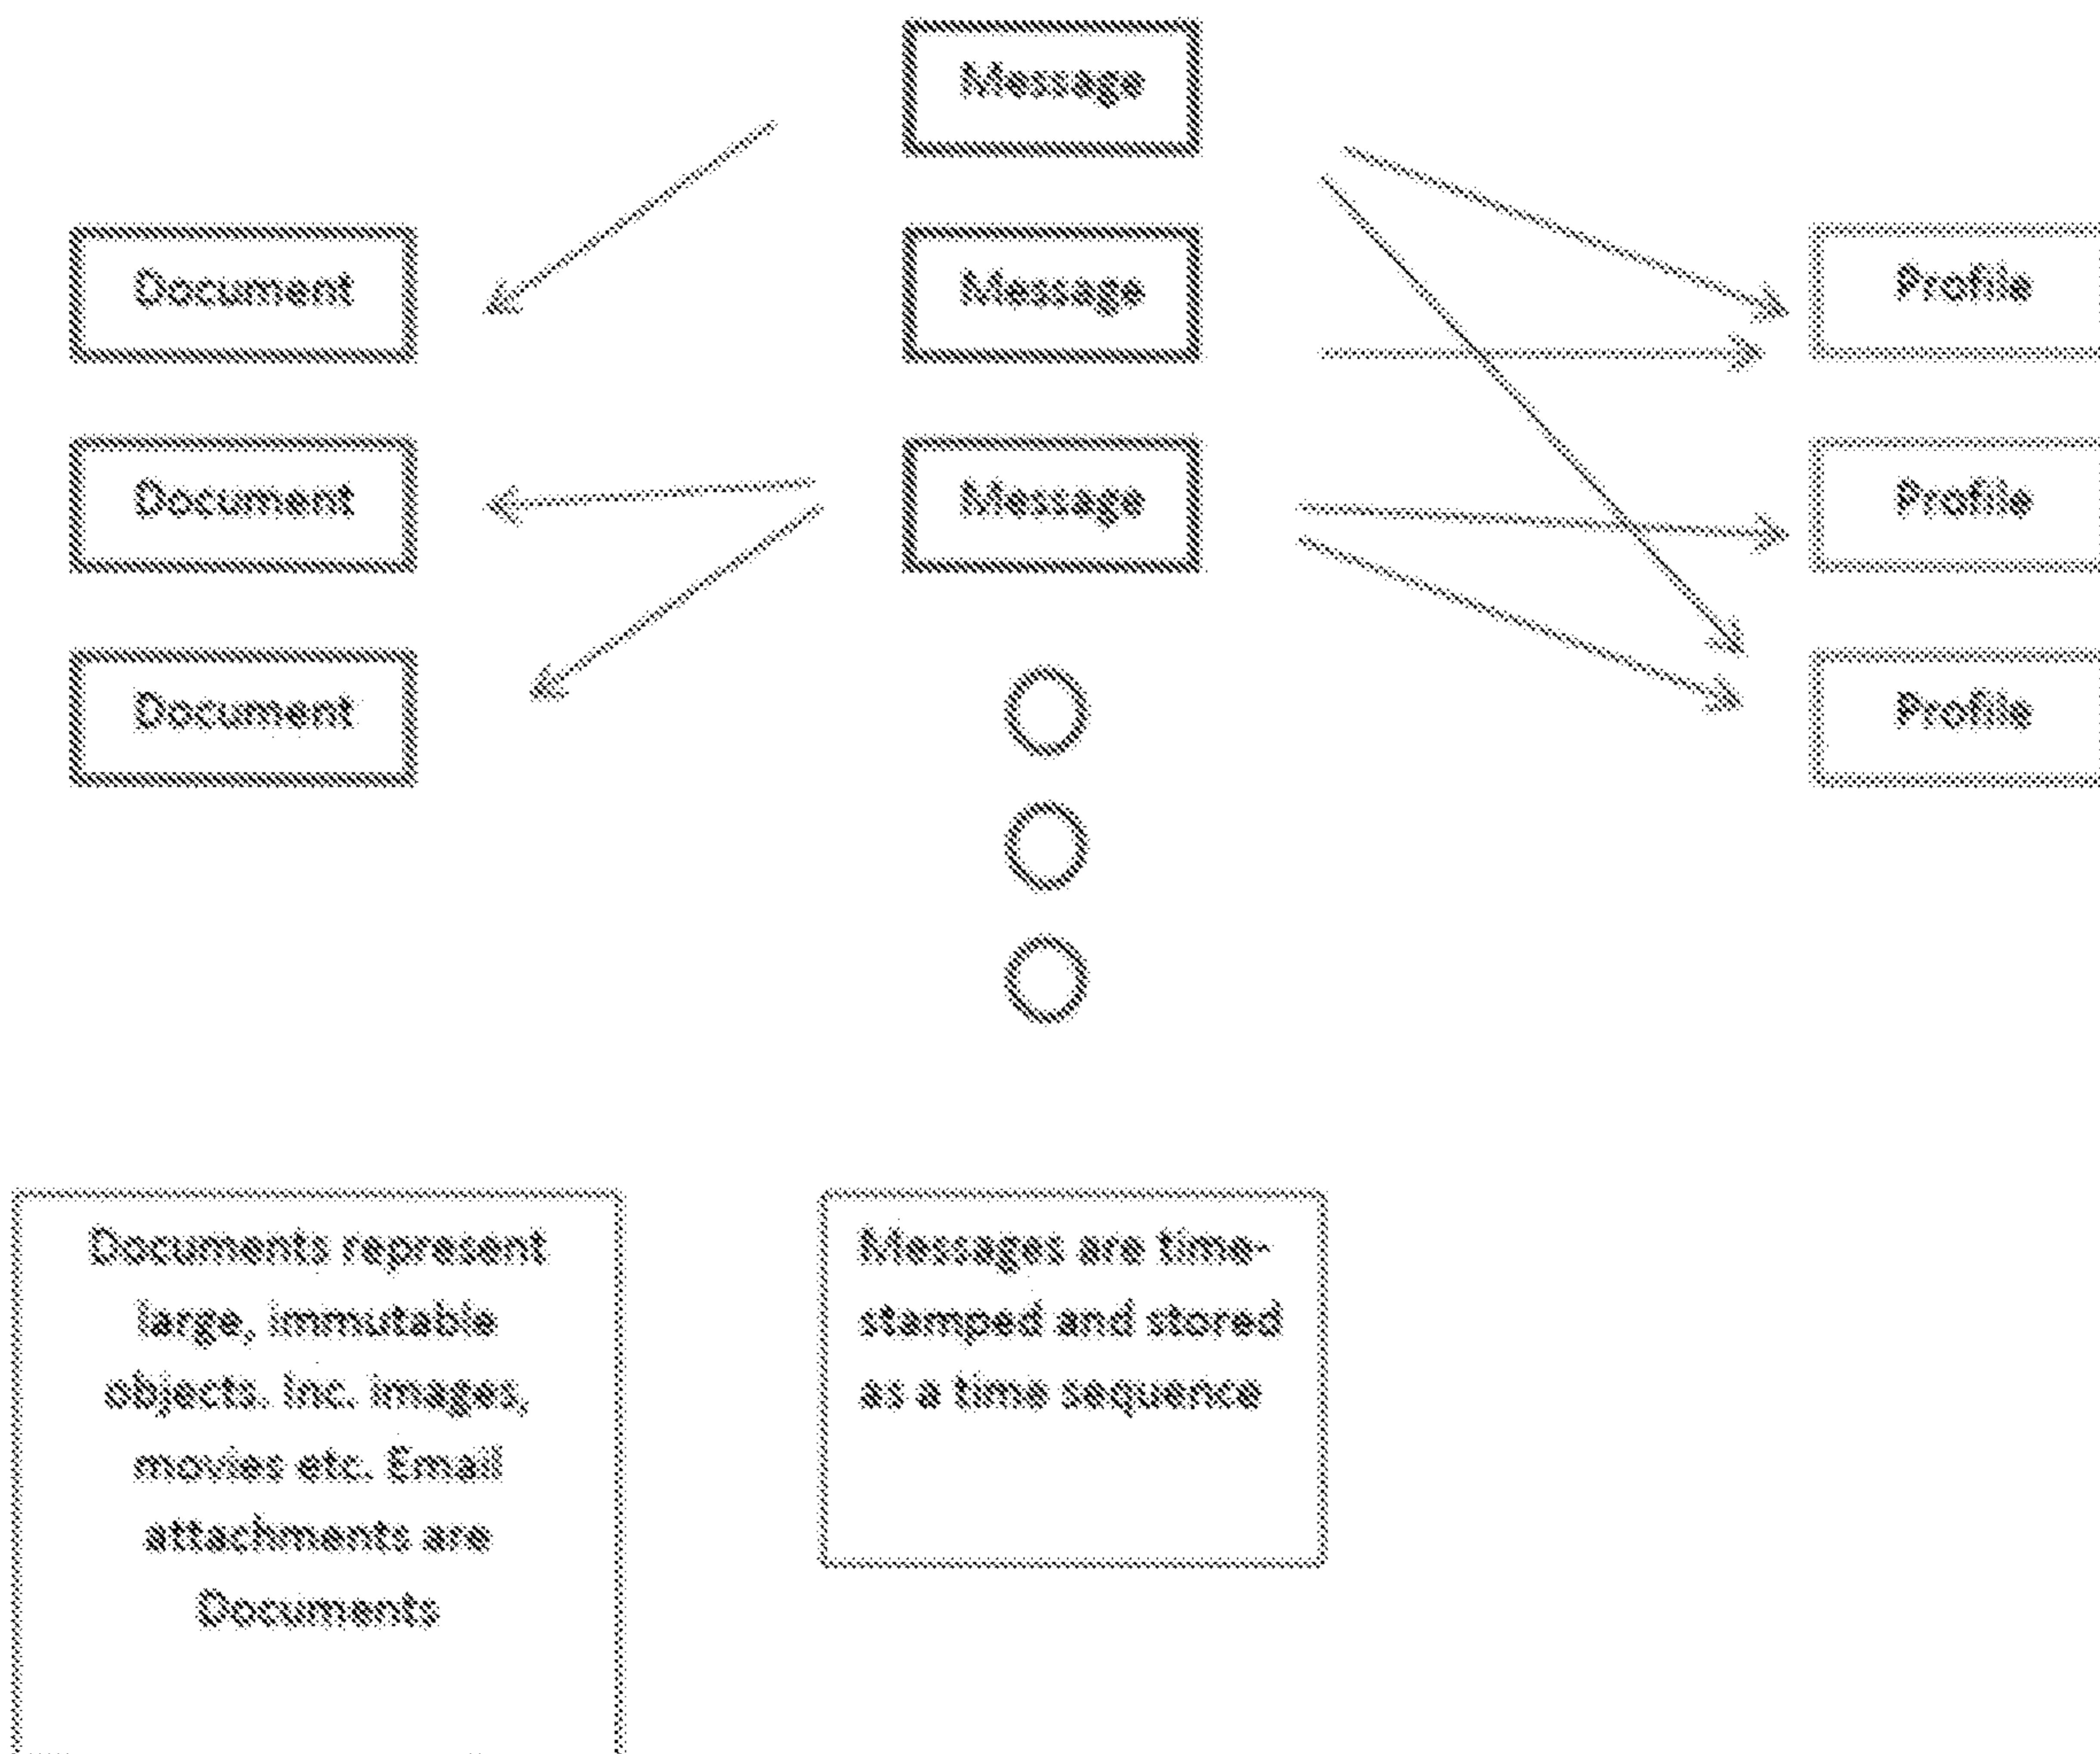 Message
Document
Message
Profile
Document
Message
Profile
Document
Profile
Documents represent
large, immutable
objects. Inc. images,
movies etc. Email
attachments are
Documents
Messages are time-
stamped and stored
as a time sequence